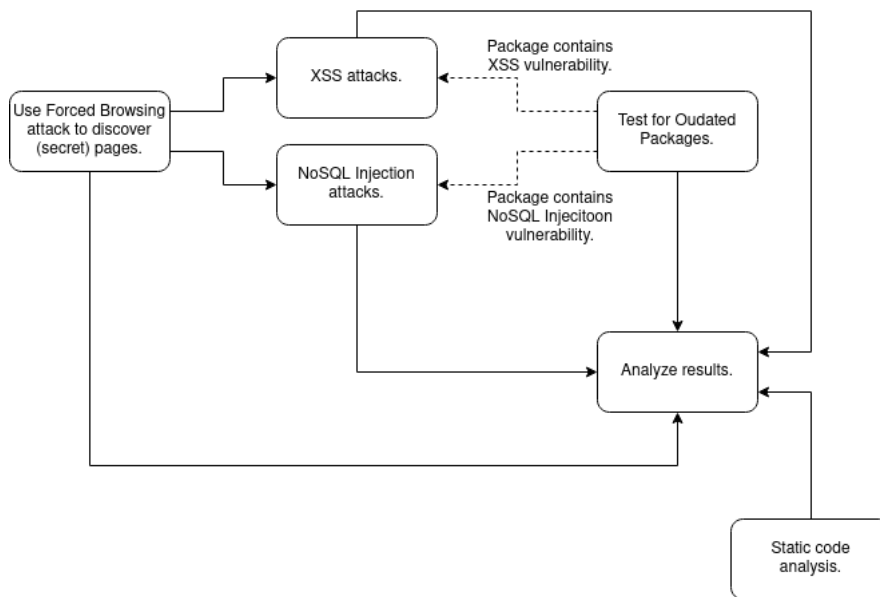 XSS attacks.
Package contains
XSS vulnerability.
Use Forced Browsing
attack to discover
(secret) pages.
Test for Oudated
Packages.
NoSQL Injection
attacks.
Package contains
NoSQL Injecitoon
vulnerability.
Analyze results.
Static code
analysis.